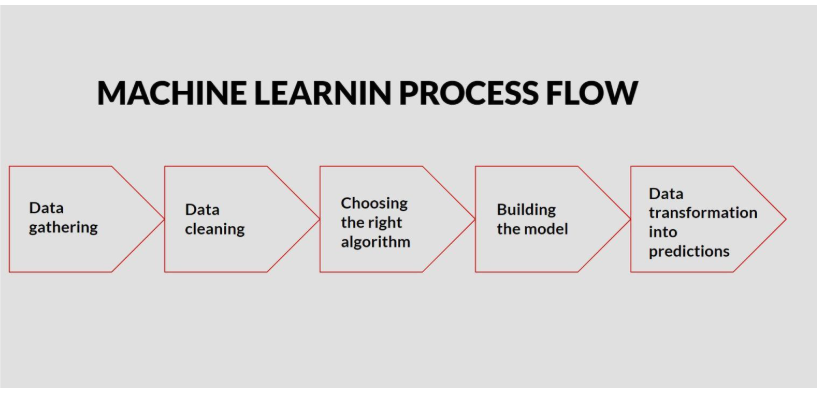 MACHINE LEARNIN PROCESS FLOW
Data
gathering
Data
cleaning
Choosing
the right
algorithm
Building
the model
Data
transformation
into
predictions